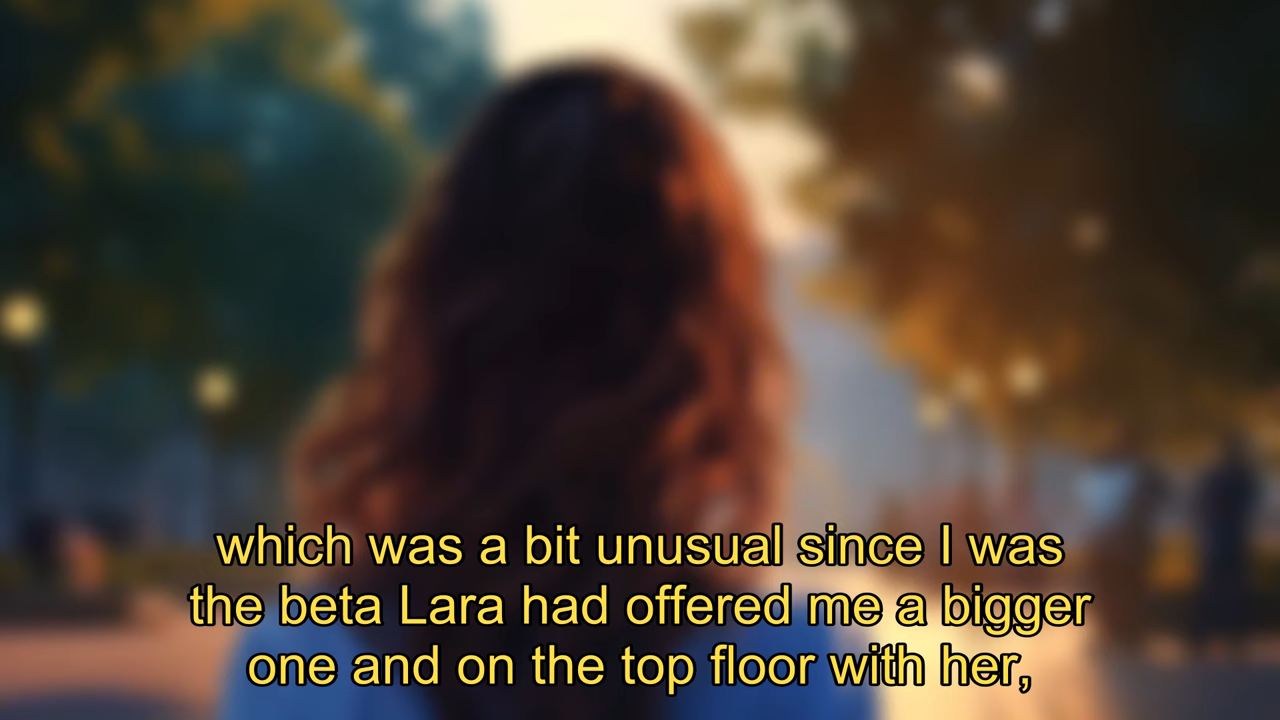 which was a bit unusual since I was
the beta Lara had offered me a bigger
one and on the top floor with her,